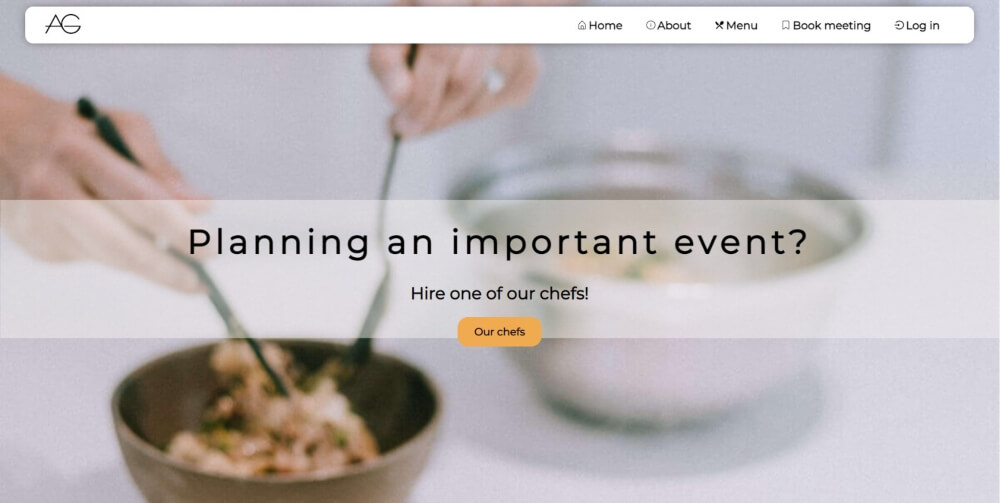 AG
Home About Menu Book meeting Log in
Planning an important event?
Hire one of our chefs!
Our chefs